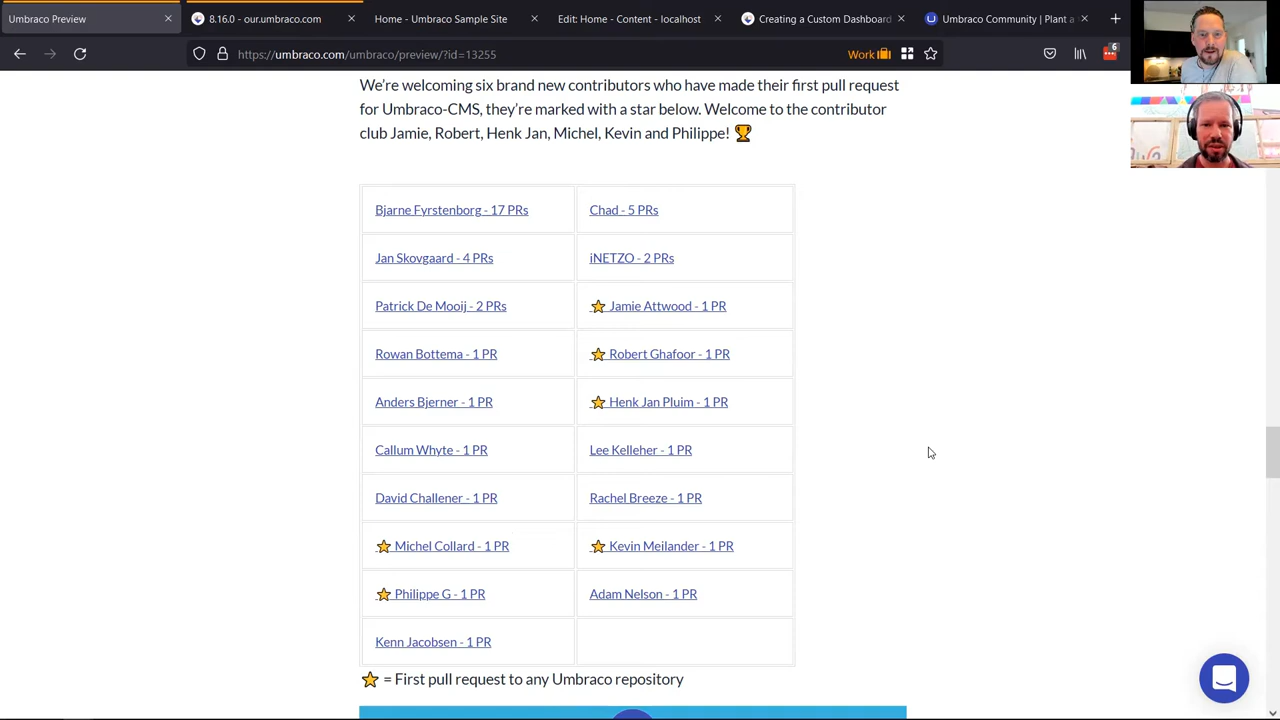 Umbraco Preview
8.16.0 - our.umbraco.com
Home - Umbraco Sample Site
Edit Home - Content - localhost
Creating a Custom Dashboard
Umbraco Community | Plant a
https://umbraco.com/umbraco/preview/?id=13255
Work
6
We're welcoming six brand new contributors who have made their first pull request
for Umbraco-CMS, they're marked with a star below. Welcome to the contributor
club Jamie, Robert, Henk Jan, Michel, Kevin and Philippe! 🏆
Bjarne Fyrstenborg - 17 PRs
Chad - 5 PRs
Jan Skovgaard - 4 PRs
iNETZO - 2 PRs
Patrick De Mooij - 2 PRs
⭐ Jamie Attwood - 1 PR
Rowan Bottema - 1 PR
⭐ Robert Ghafoor - 1 PR
Anders Bjerner - 1 PR
⭐ Henk Jan Pluim - 1 PR
Callum Whyte - 1 PR
Lee Kelleher - 1 PR
David Challener - 1 PR
Rachel Breeze - 1 PR
⭐ Michel Collard - 1 PR
⭐ Kevin Meilander - 1 PR
⭐ Philippe G - 1 PR
Adam Nelson - 1 PR
Kenn Jacobsen - 1 PR
⭐ = First pull request to any Umbraco repository